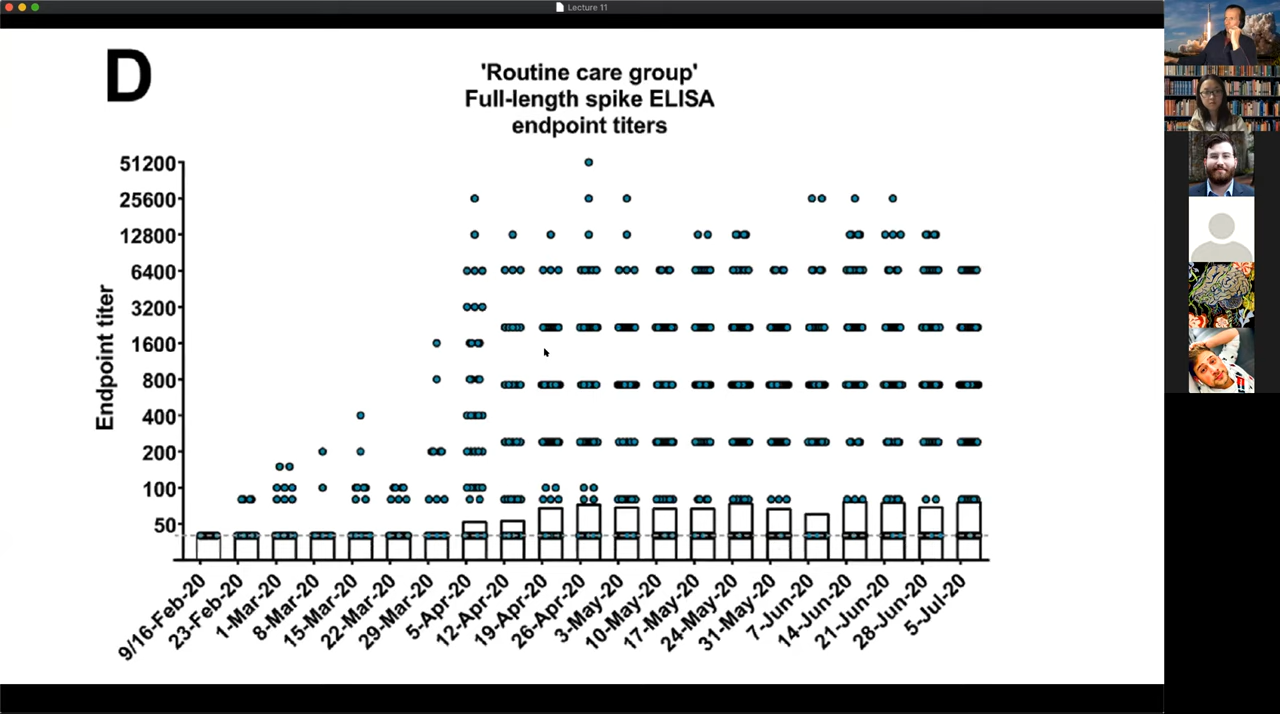 Lecture 11
D
'Routine care group'
Full-length spike ELISA
endpoint titers
Endpoint titer
51200
25600
12800
6400
3200
1600
800
400
200
100
50
9/16-Feb-20
23-Feb-20
1-Mar-20
8-Mar-20
15-Mar-20
22-Mar-20
29-Mar-20
5-Apr-20
12-Apr-20
19-Apr-20
26-Apr-20
3-May-20
10-May-20
17-May-20
24-May-20
31-May-20
7-Jun-20
14-Jun-20
21-Jun-20
28-Jun-20
5-Jul-20